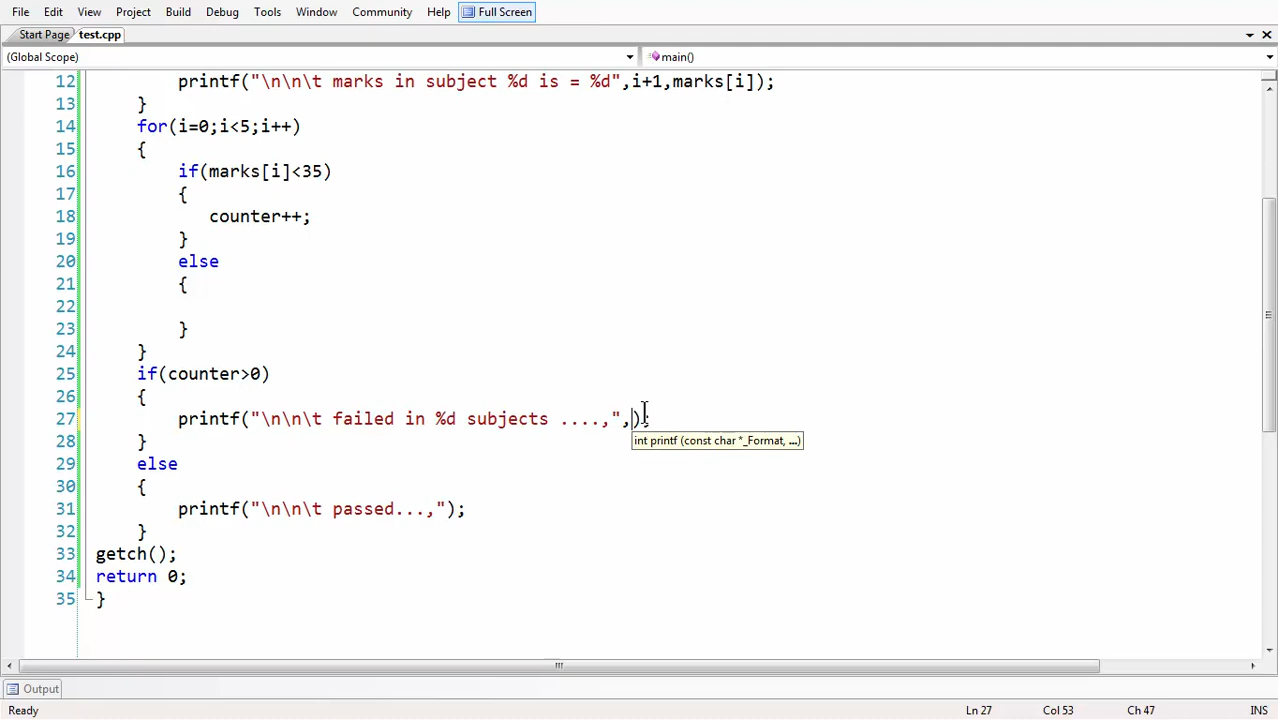 File Edit View Project Build Debug Tools Window Community Help Full Screen
Start Page test.cpp
(Global Scope) main()
12 printf("\n\n\t marks in subject %d is = %d",i+1,marks[i]);
13 }
14 for(i=0;i<5;i++)
15 {
16 if(marks[i]<35)
17 {
18 counter++;
19 }
20 else
21 {
22
23 }
24 }
25 if(counter>0)
26 {
27 printf("\n\n\t failed in %d subjects ....,",);
int printf (const char *_Format, ...)
28 }
29 else
30 {
31 printf("\n\n\t passed...,");
32 }
33 getch();
34 return 0;
35 }
Output
Ready Ln 27 Col 53 Ch 47 INS